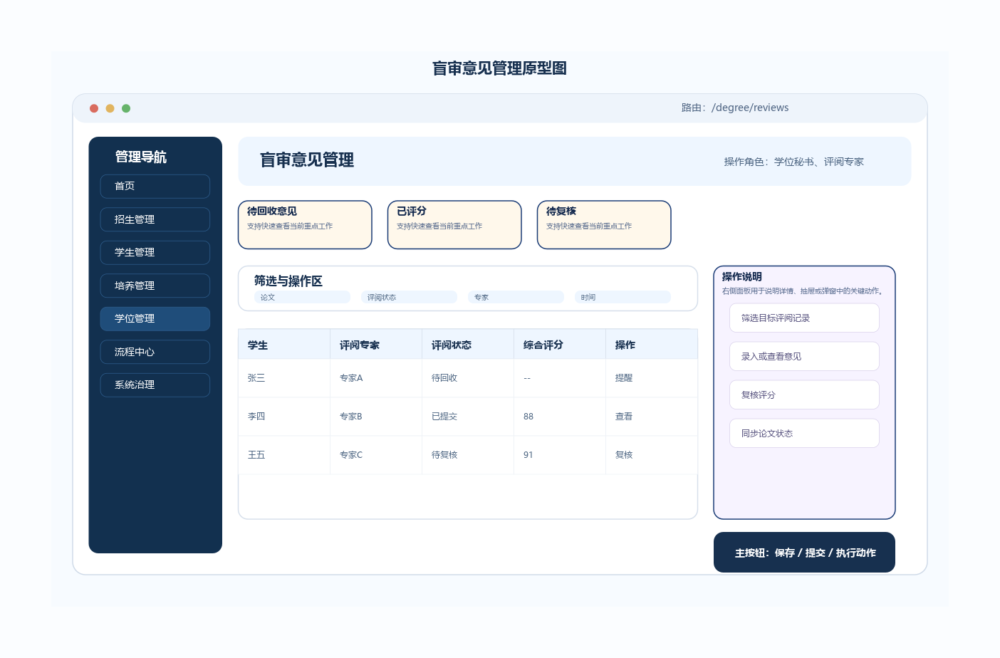 盲审意见管理原型图
路由：/degree/reviews
管理导航
首页
招生管理
学生管理
培养管理
学位管理
流程中心
系统治理
盲审意见管理
操作角色：学位秘书、评阅专家
待回收意见
支持快速查看当前重点工作
已评分
支持快速查看当前重点工作
待复核
支持快速查看当前重点工作
筛选与操作区
论文
评阅状态
专家
时间
学生 评阅专家 评阅状态 综合评分 操作
张三 专家A 待回收 -- 提醒
李四 专家B 已提交 88 查看
王五 专家C 待复核 91 复核
操作说明
右侧面板用于说明详情、抽屉或弹窗中的关键动作。
筛选目标评阅记录
录入或查看意见
复核评分
同步论文状态
主按钮：保存 / 提交 / 执行动作